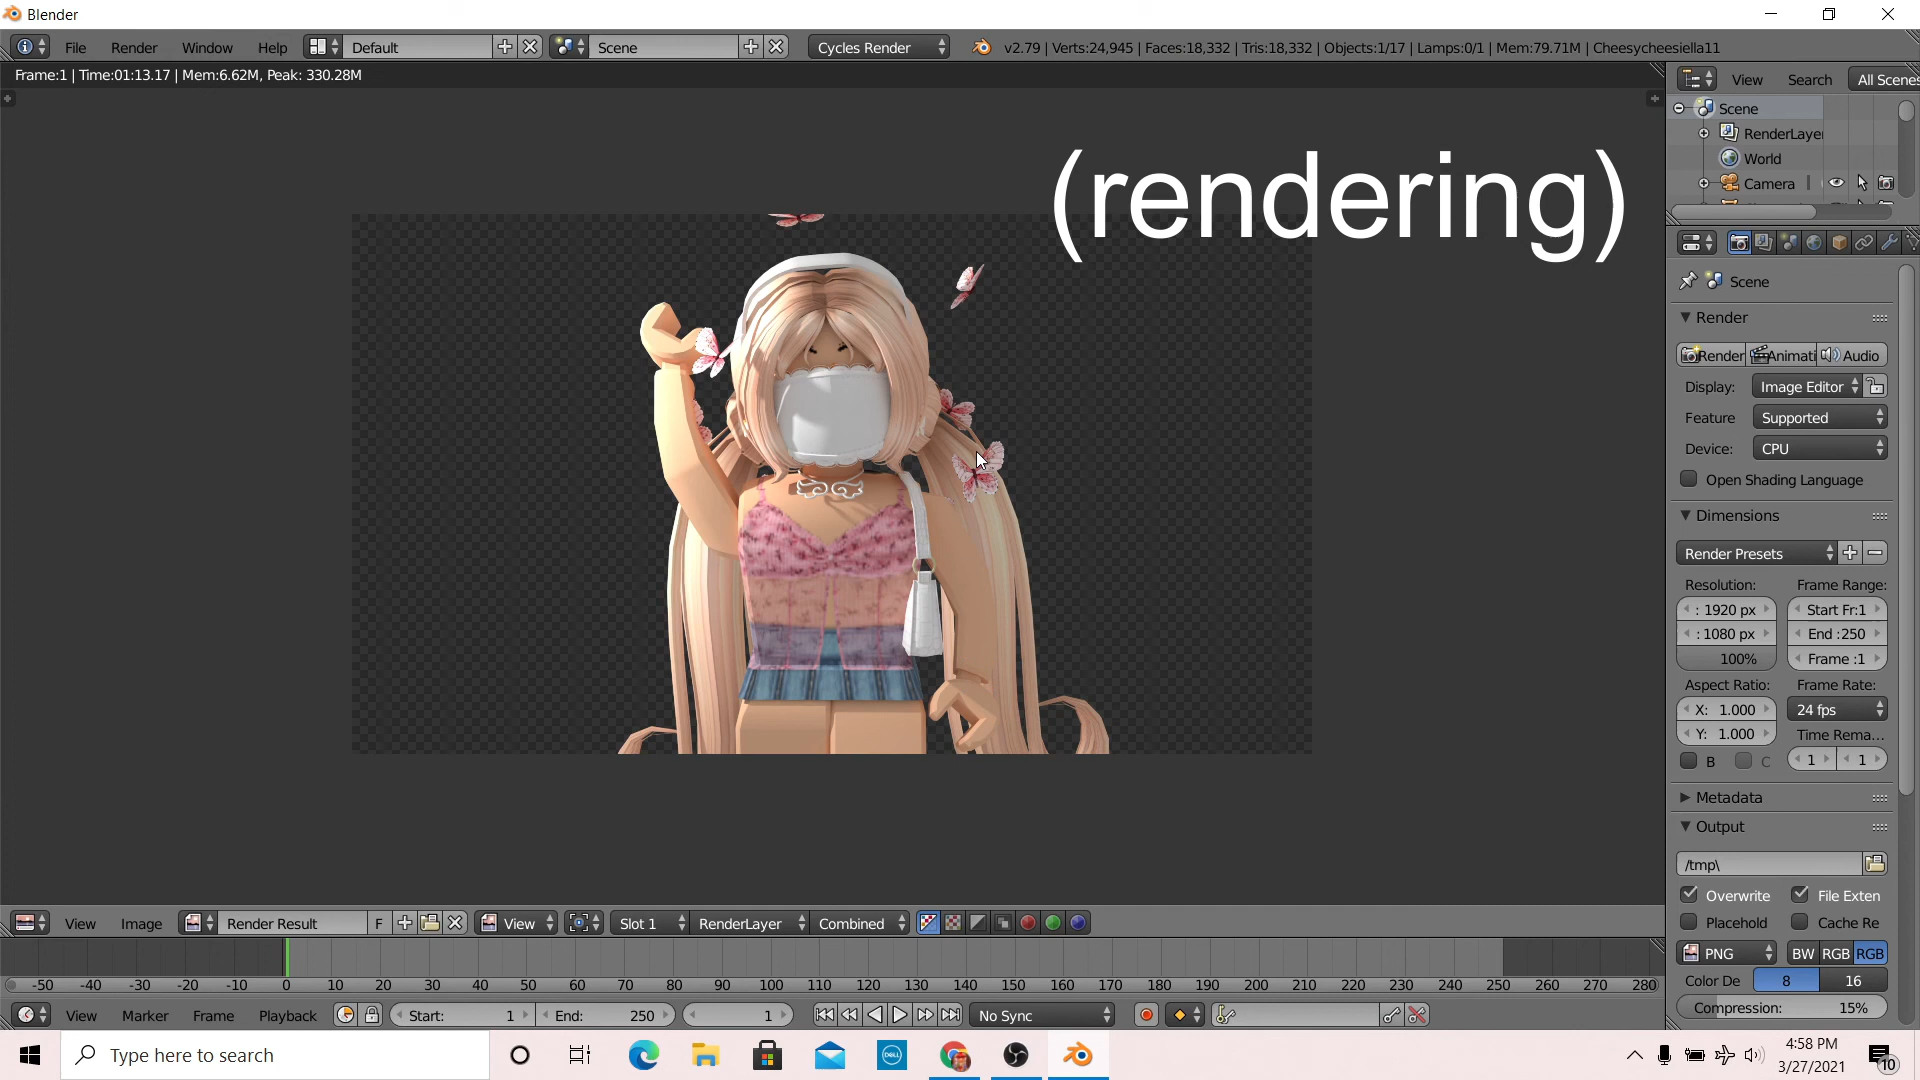 Blender
File Render Window Help Default Scene Cycles Render v2.79 | Verts:24,945 | Faces:18,332 | Tris:18,332 | Objects:1/17 | Lamps:0/1 | Mem:79.71M | Cheesycheesiella11
Frame:1 | Time:01:13.17 | Mem:6.62M, Peak: 330.28M
View Search All Scenes
Scene
RenderLayer
World
Camera
(rendering)
Scene
Render
Render Animati Audio
Display: Image Editor
Feature Supported
Device: CPU
Open Shading Language
Dimensions
Render Presets
Resolution: Frame Range:
: 1920 px Start Fr:1
: 1080 px End :250
100% Frame :1
Aspect Ratio: Frame Rate:
X: 1.000 24 fps
Y: 1.000 Time Rema...
B C 1 1
Metadata
Output
/tmp\
Overwrite File Exten
Placehold Cache Re
PNG BW RGB RGB
Color De 8 16
Compression: 15%
View Image Render Result F View Slot 1 RenderLayer Combined
-50 -40 -30 -20 -10 0 10 20 30 40 50 60 70 80 90 100 110 120 130 140 150 160 170 180 190 200 210 220 230 240 250 260 270 280
View Marker Frame Playback Start: 1 End: 250 1 No Sync
Type here to search
DELL
4:58 PM
3/27/2021
10